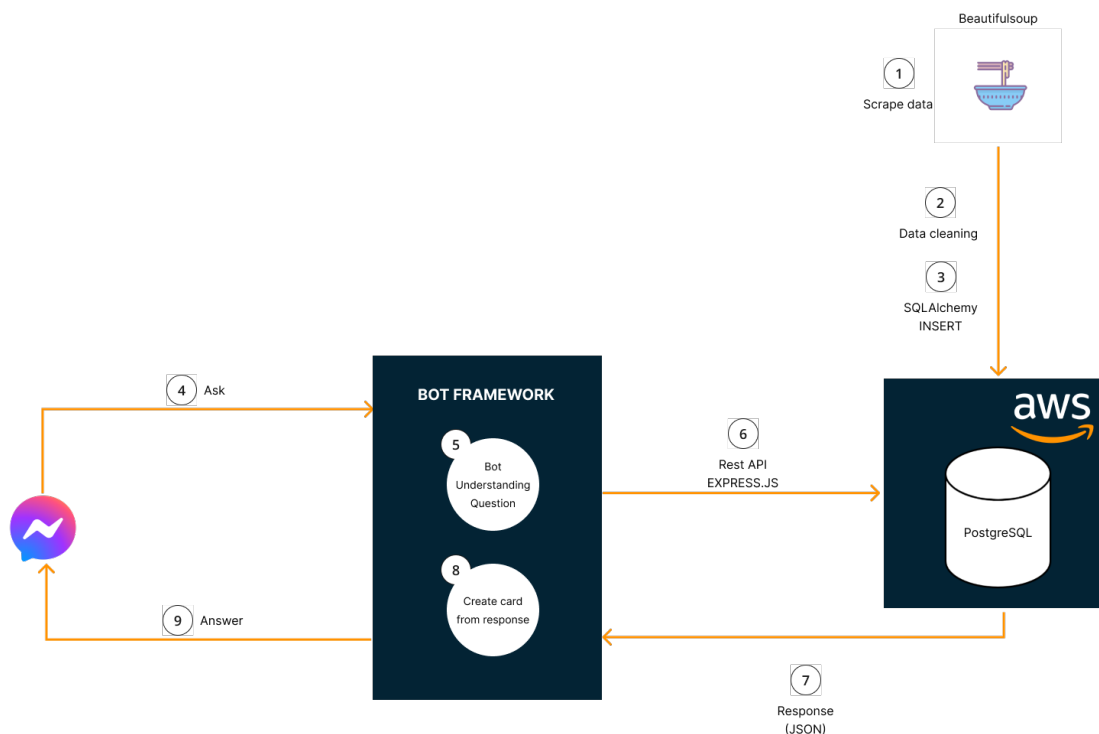 Beautifulsoup
1
Scrape data
2
Data cleaning
3
SQLAlchemy
INSERT
4
Ask
BOT FRAMEWORK
5
Bot
Understanding
Question
6
Rest API
EXPRESS.JS
aws
PostgreSQL
7
Response
(JSON)
8
Create card
from response
9
Answer